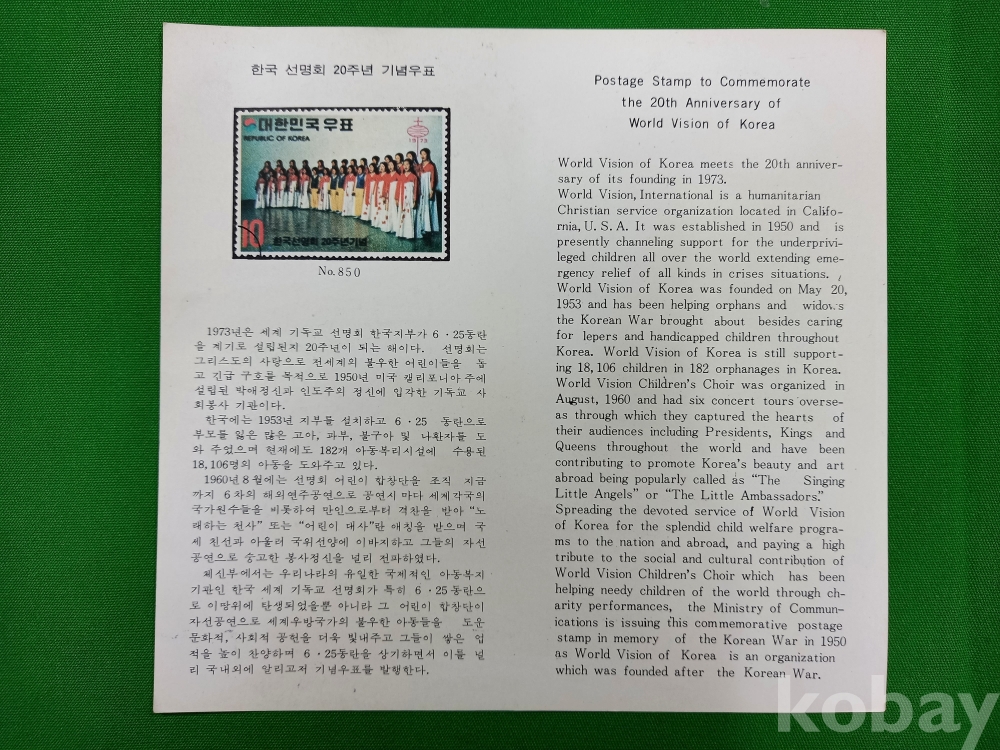 한국 선명회 20주년 기념우표
대한민국우표
REPUBLIC OF KOREA
1973
10
한국선명회 20주년기념
No.850
1973년은 세계 기독교 선명회 한국지부가 6·25동란
을 계기로 설립된지 20주년이 되는 해이다. 선명회는
그리스도의 사랑으로 전세계의 불우한 어린이들을 돕
고 긴급 구호를 목적으로 1950년 미국 캘리포니아 주에
설립된 박애정신과 인도주의 정신에 입각한 기독교 사
회봉사 기관이다.
한국에는 1953년 지부를 설치하고 6·25 동란으로
부모를 잃은 많은 고아, 과부, 불구아 및 나환자를 도
와 주었으며 현재에도 182개 아동복리시설에 수용된
18,106명의 아동을 도와주고 있다.
1960년 8월에는 선명회 어린이 합창단을 조직 지금
까지 6차의 해외연주공연으로 공연시 마다 세계각국의
국가원수들을 비롯하여 만인으로부터 격찬을 받아 “노
래하는 천사” 또는 “어린이 대사”란 애칭을 받으며 국
제 친선과 아울러 국위선양에 이바지하고 그들의 자선
공연으로 숭고한 봉사정신을 널리 전파하였다.
체신부에서는 우리나라의 유일한 국제적인 아동복지
기관인 한국 세계 기독교 선명회가 특히 6·25동란으
로 이땅위에 탄생되었을뿐 아니라 그 어린이 합창단이
자선공연으로 세계우방국가의 불우한 아동들을 도운
문화적, 사회적 공헌을 더욱 빛내주고 그들이 쌓은 업
적을 높이 찬양하며 6·25동란을 상기하면서 이를 널
리 국내외에 알리고저 기념우표를 발행한다.
Postage Stamp to Commemorate
the 20th Anniversary of
World Vision of Korea
World Vision of Korea meets the 20th anniver-
sary of its founding in 1973.
World Vision, International is a humanitarian
Christian service organization located in Califo-
rnia, U. S. A. It was established in 1950 and is
presently channeling support for the underprivi-
leged children all over the world extending eme-
rgency relief of all kinds in crises situations.
World Vision of Korea was founded on May 20,
1953 and has been helping orphans and widows
the Korean War brought about besides caring
for lepers and handicapped children throughout
Korea. World Vision of Korea is still support-
ing 18,106 children in 182 orphanages in Korea.
World Vision Children's Choir was organized in
August, 1960 and had six concert tours overse-
as through which they captured the hearts of
their audiences including Presidents, Kings and
Queens throughout the world and have been
contributing to promote Korea's beauty and art
abroad being popularly called as “The Singing
Little Angels” or “The Little Ambassadors.”
Spreading the devoted service of World Vision
of Korea for the splendid child welfare progra-
ms to the nation and abroad, and paying a high
tribute to the social and cultural contribution of
World Vision Children's Choir which has been
helping needy children of the world through ch-
arity performances, the Ministry of Commun-
ications is issuing this commemorative postage
stamp in memory of the Korean War in 1950
as World Vision of Korea is an organization
which was founded after the Korean War.
kobay